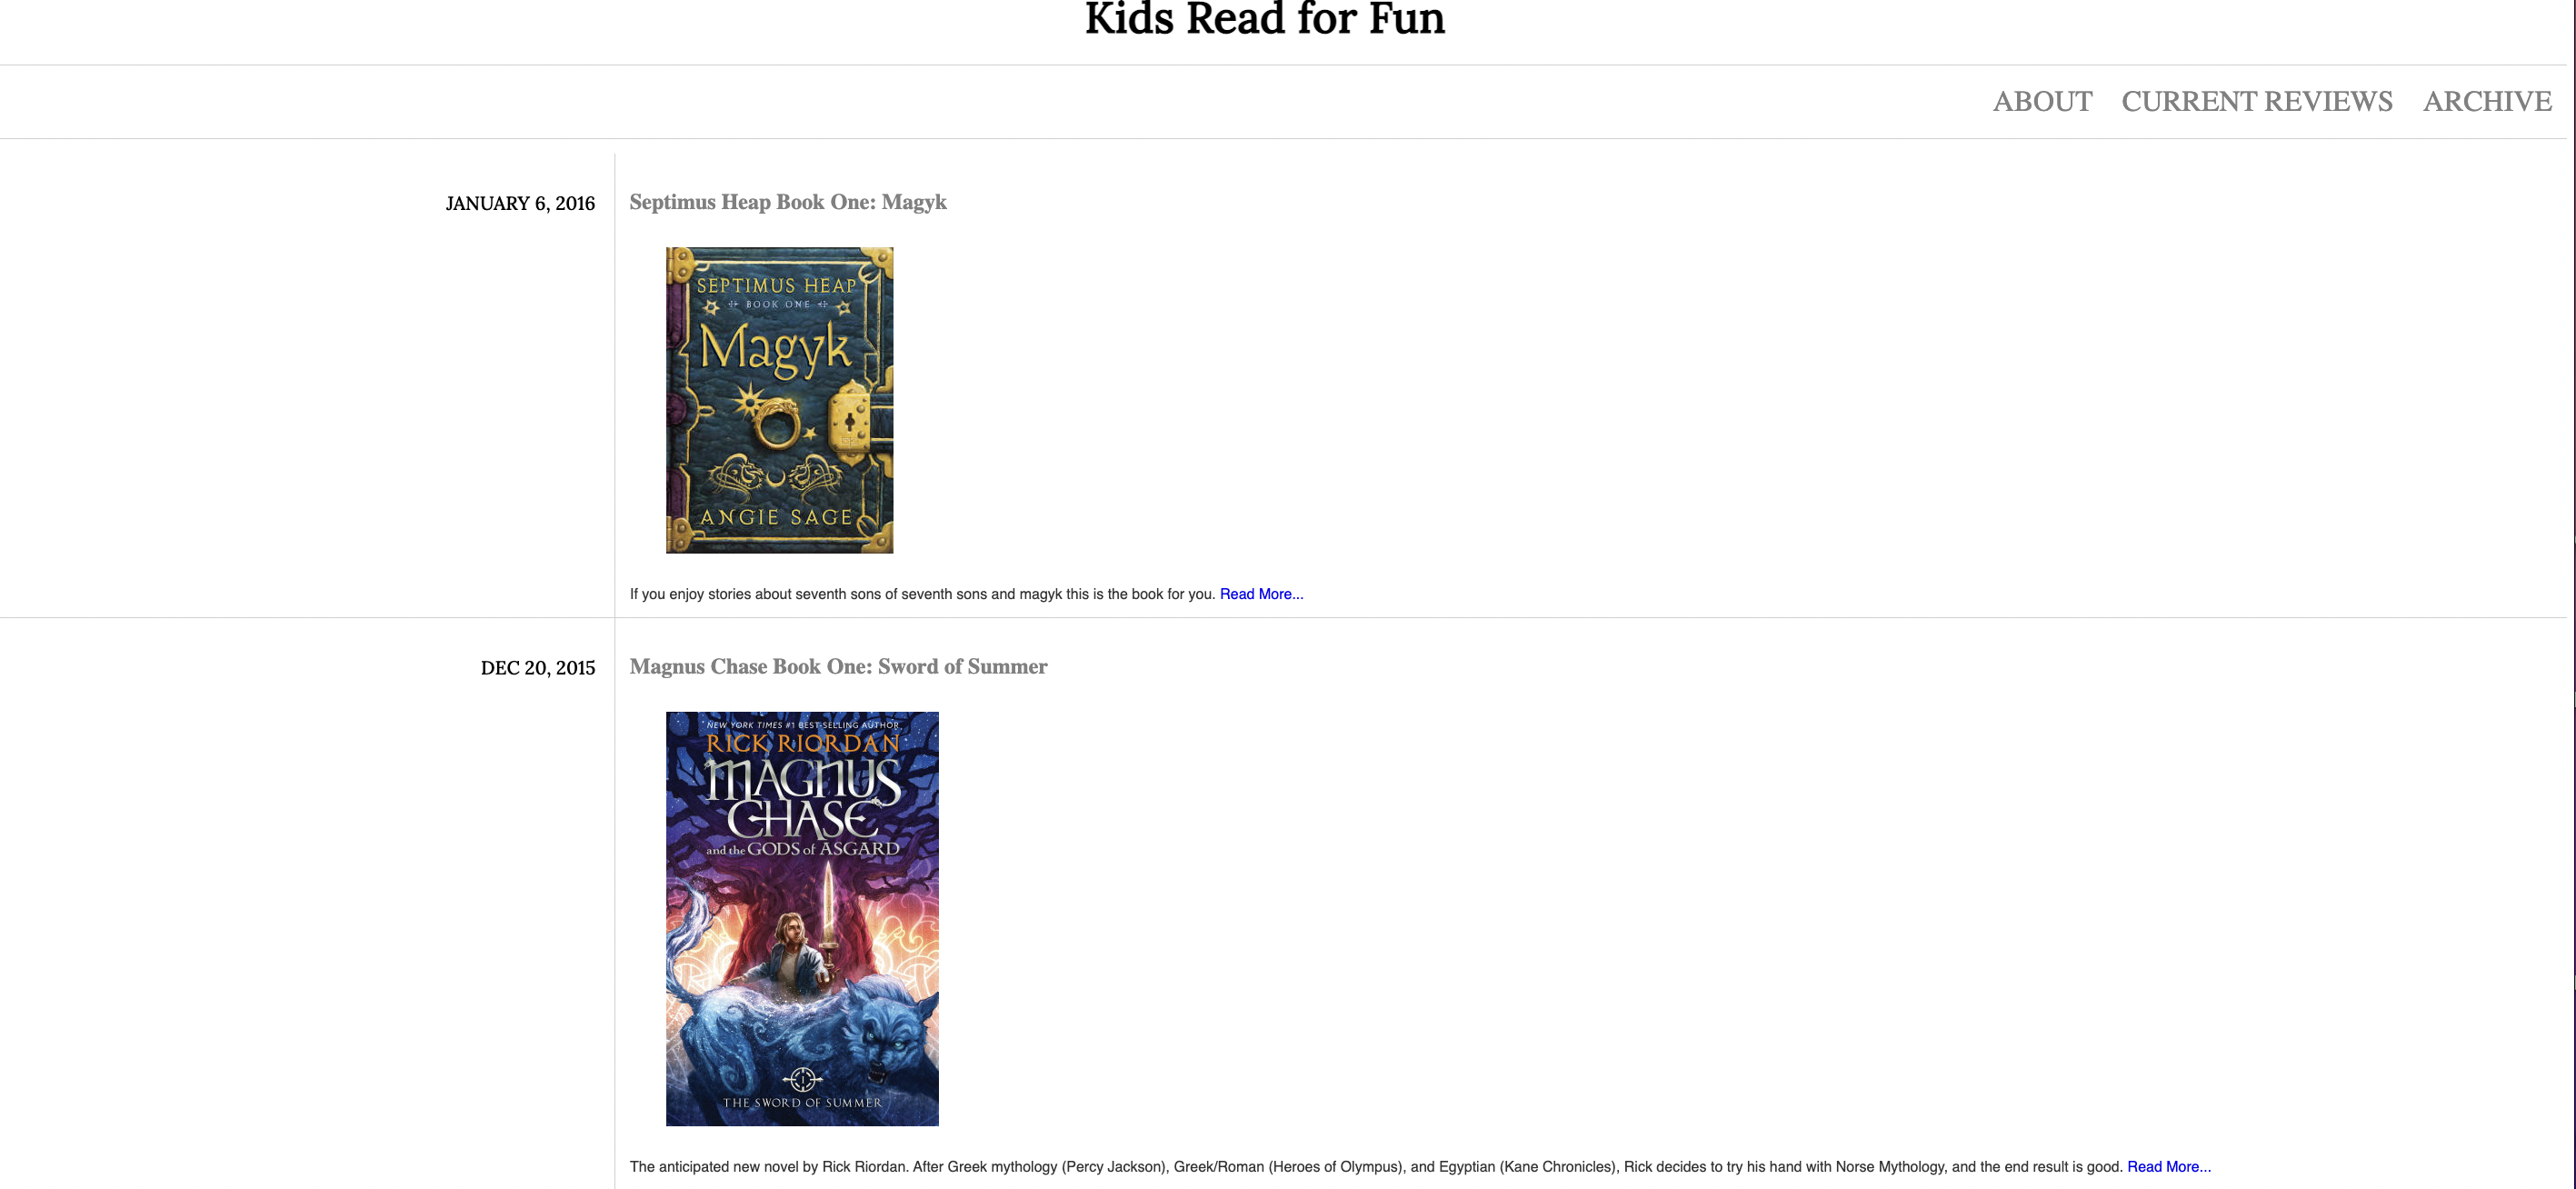 Kids Read for Fun
ABOUT CURRENT REVIEWS ARCHIVE
JANUARY 6, 2016
Septimus Heap Book One: Magyk
SEPTIMUS HEAP
BOOK ONE
Magyk
ANGIE SAGE
If you enjoy stories about seventh sons of seventh sons and magyk this is the book for you. Read More...
DEC 20, 2015
Magnus Chase Book One: Sword of Summer
NEW YORK TIMES #1 BEST-SELLING AUTHOR
RICK RIORDAN
MAGNUS
CHASE
and the GODS of ASGARD
THE SWORD OF SUMMER
The anticipated new novel by Rick Riordan. After Greek mythology (Percy Jackson), Greek/Roman (Heroes of Olympus), and Egyptian (Kane Chronicles), Rick decides to try his hand with Norse Mythology, and the end result is good. Read More...